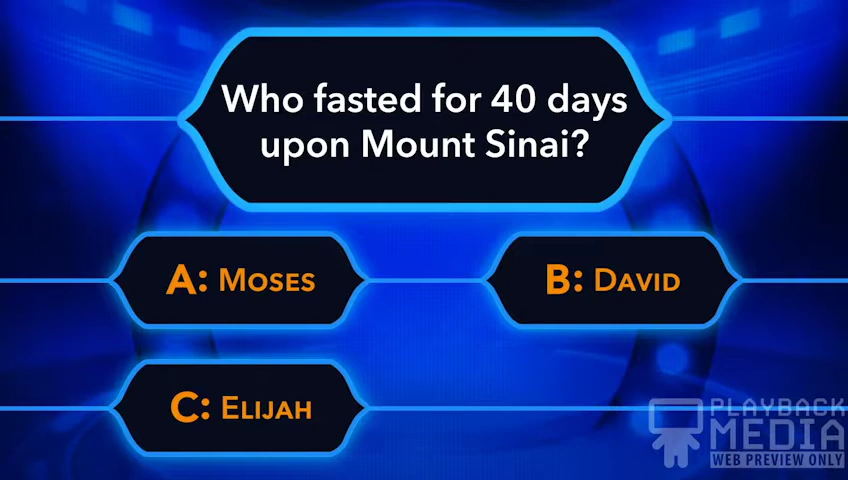 Who fasted for 40 days
upon Mount Sinai?
A: Moses
B: David
C: Elijah
PLAYBACK
MEDIA
WEB PREVIEW ONLY